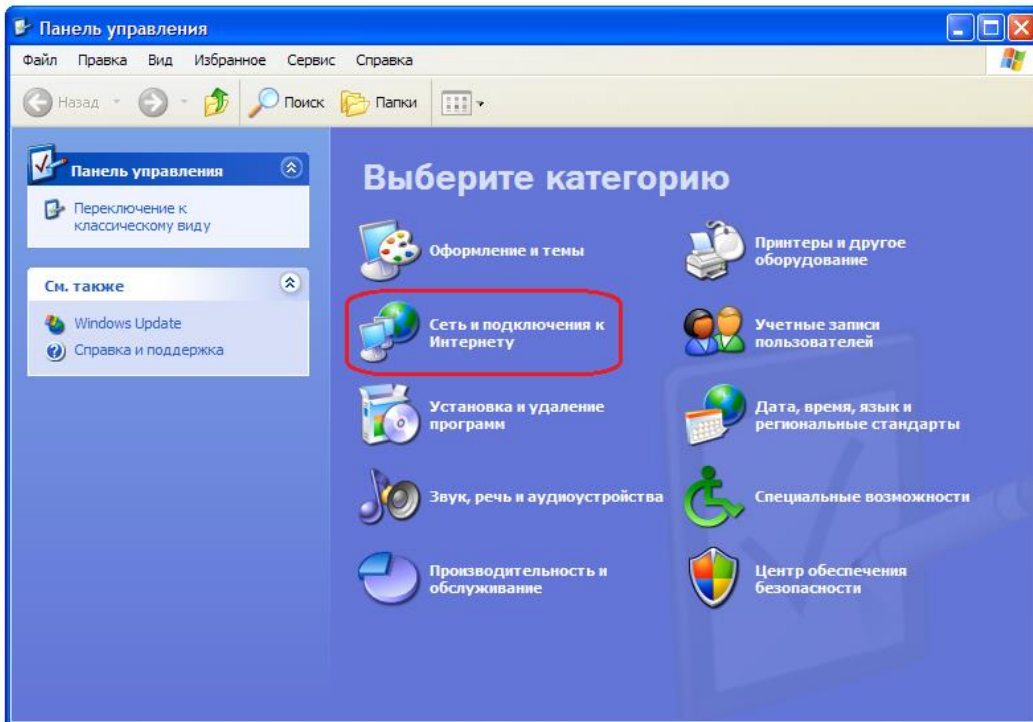 Панель управления
Файл Правка Вид Избранное Сервис Справка
Назад Поиск Папки
Панель управления
Переключение к
классическому виду
См. также
Windows Update
Справка и поддержка
Выберите категорию
Оформление и темы
Принтеры и другое
оборудование
Сеть и подключения к
Интернету
Учетные записи
пользователей
Установка и удаление
программ
Дата, время, язык и
региональные стандарты
Звук, речь и аудиоустройства
Специальные возможности
Производительность и
обслуживание
Центр обеспечения
безопасности